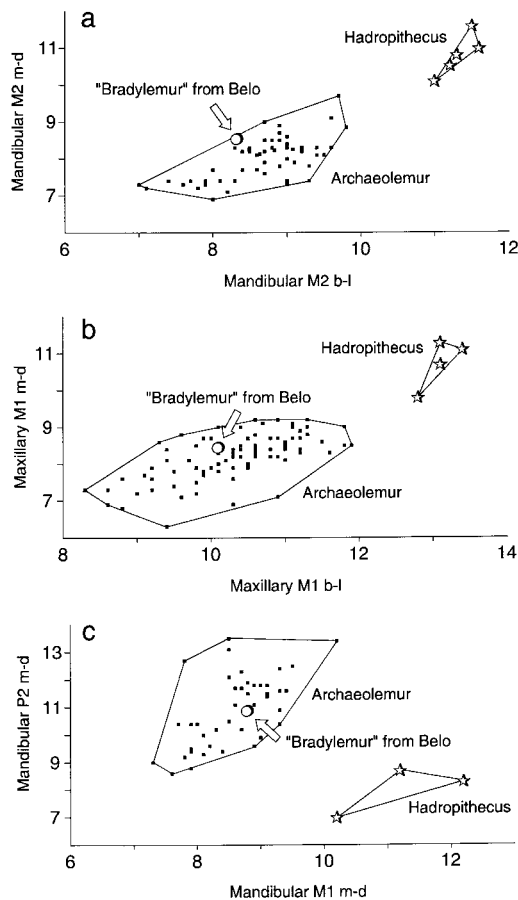 a
Hadropithecus
"Bradylemur" from Belo
Archaeolemur
Mandibular M2 m-d
11
9
7
6 8 10 12
Mandibular M2 b-l
b
Hadropithecus
"Bradylemur" from Belo
Archaeolemur
Maxillary M1 m-d
11
9
7
8 10 12 14
Maxillary M1 b-l
c
Archaeolemur
"Bradylemur" from Belo
Hadropithecus
Mandibular P2 m-d
13
11
9
7
6 8 10 12
Mandibular M1 m-d